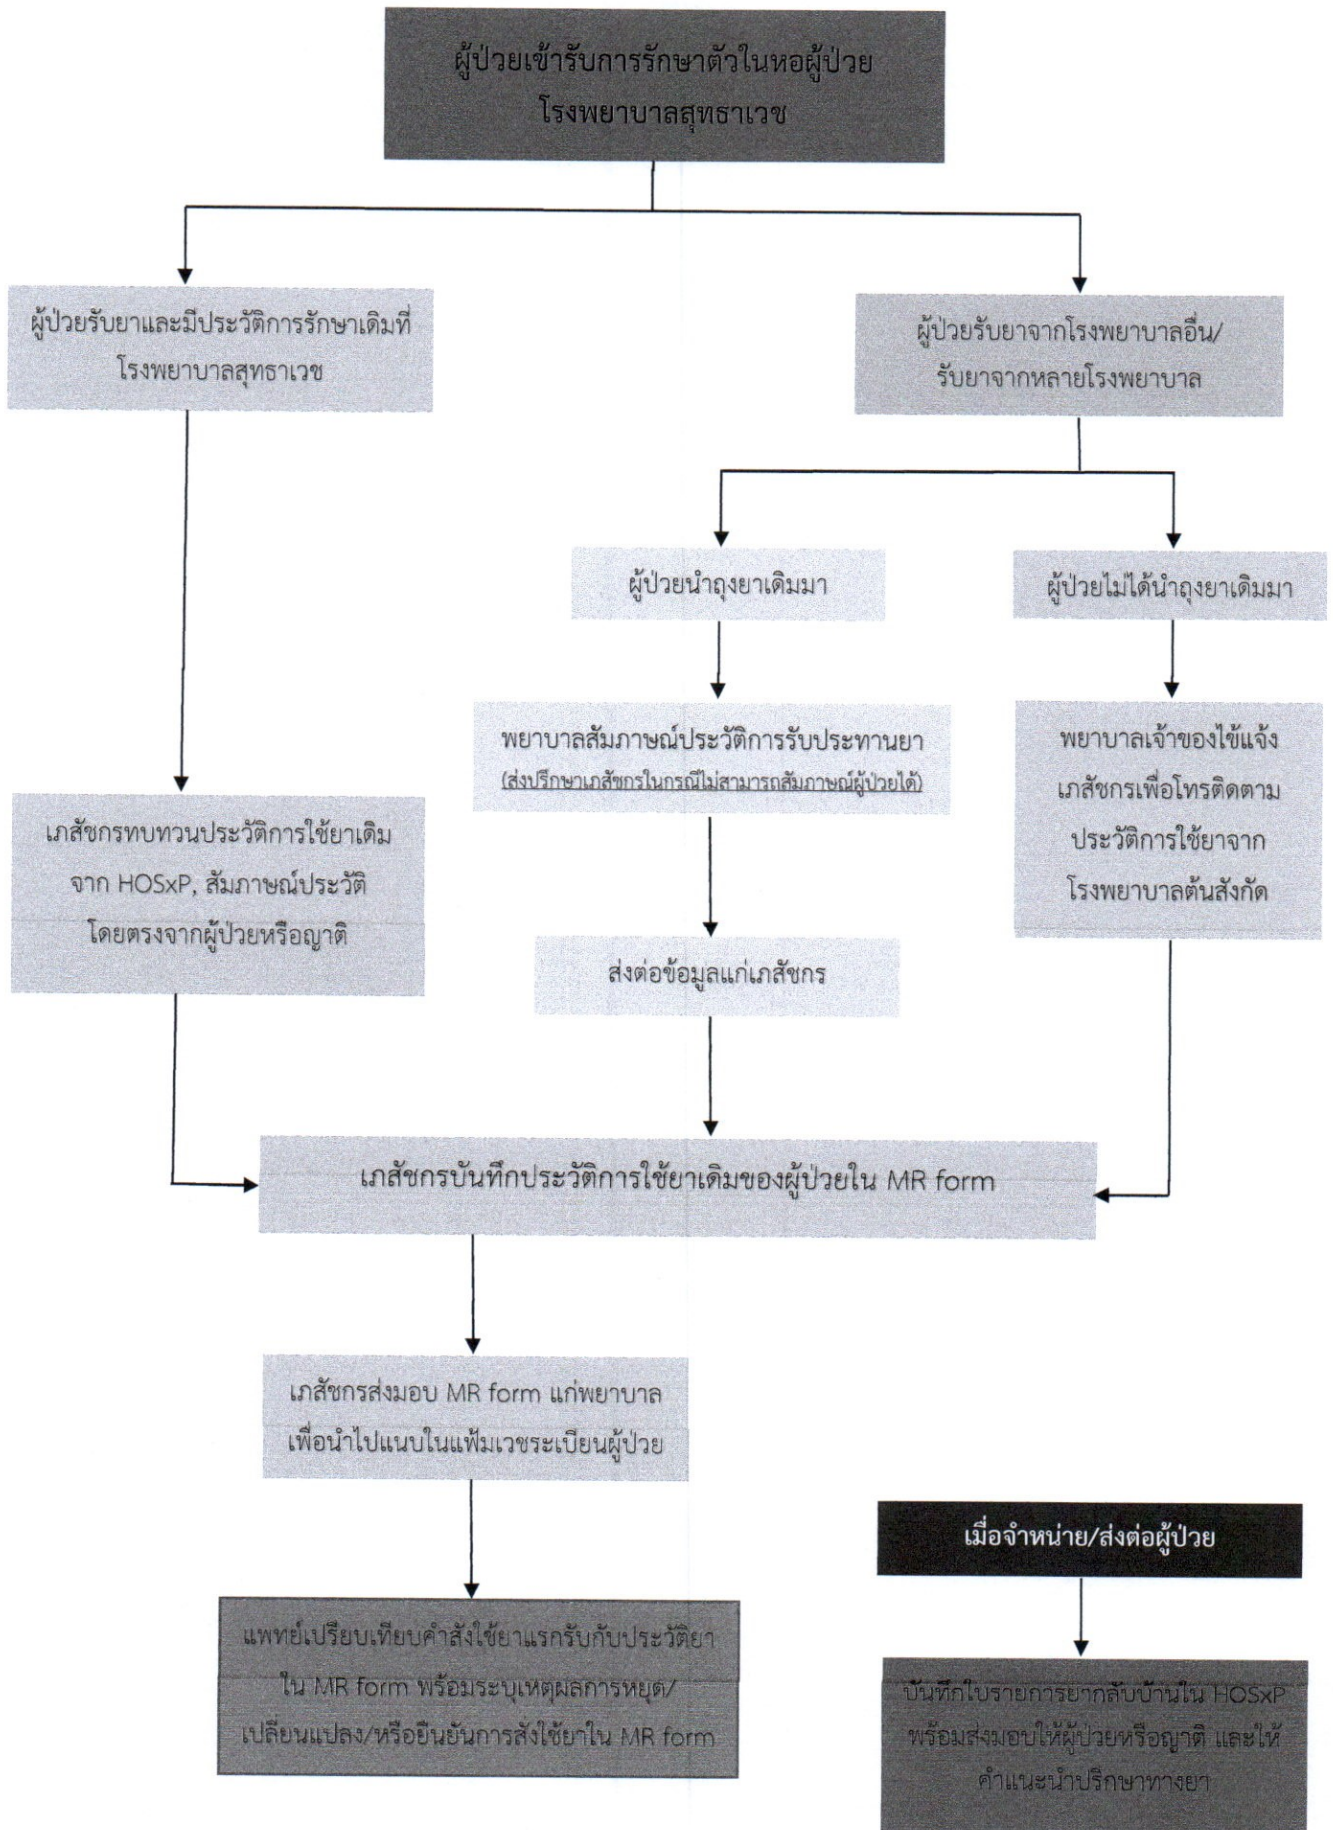 ผู้ป่วยเข้ารับการรักษาตัวในหอผู้ป่วย
โรงพยาบาลสุทธาเวช
ผู้ป่วยรับยาและมีประวัติการรักษาเดิมที่
โรงพยาบาลสุทธาเวช
ผู้ป่วยรับยาจากโรงพยาบาลอื่น/
รับยาจากหลายโรงพยาบาล
ผู้ป่วยนำถุงยาเดิมมา
ผู้ป่วยไม่ได้นำถุงยาเดิมมา
พยาบาลสัมภาษณ์ประวัติการรับประทานยา
(ส่งปรึกษาเภสัชกรในกรณีไม่สามารถสัมภาษณ์ผู้ป่วยได้)
พยาบาลเจ้าของไข้แจ้ง
เภสัชกรเพื่อโทรติดตาม
ประวัติการใช้ยาจาก
โรงพยาบาลต้นสังกัด
เภสัชกรทบทวนประวัติการใช้ยาเดิม
จาก HOSxP, สัมภาษณ์ประวัติ
โดยตรงจากผู้ป่วยหรือญาติ
ส่งต่อข้อมูลแก่เภสัชกร
เภสัชกรบันทึกประวัติการใช้ยาเดิมของผู้ป่วยใน MR form
เภสัชกรส่งมอบ MR form แก่พยาบาล
เพื่อนำไปแนบในแฟ้มเวชระเบียนผู้ป่วย
แพทย์เปรียบเทียบคำสั่งใช้ยาแรกรับกับประวัติยา
ใน MR form พร้อมระบุเหตุผลการหยุด/
เปลี่ยนแปลง/หรือยืนยันการสั่งใช้ยาใน MR form
เมื่อจำหน่าย/ส่งต่อผู้ป่วย
บันทึกใบรายการยากลับบ้านใน HOSxP
พร้อมส่งมอบให้ผู้ป่วยหรือญาติ และให้
คำแนะนำปรึกษาทางยา